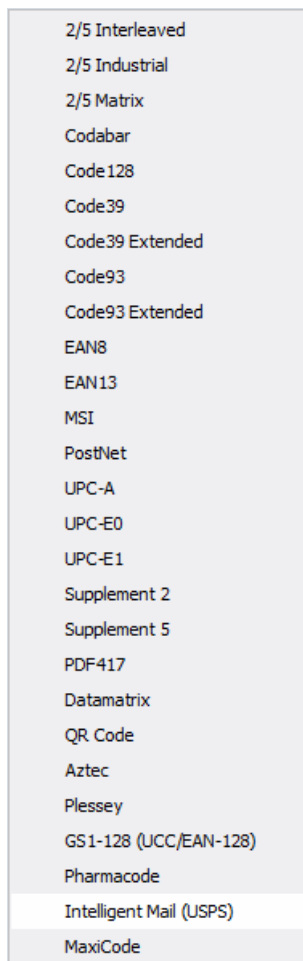 2/5 Interleaved
2/5 Industrial
2/5 Matrix
Codabar
Code128
Code39
Code39 Extended
Code93
Code93 Extended
EAN8
EAN13
MSI
PostNet
UPC-A
UPC-E0
UPC-E1
Supplement 2
Supplement 5
PDF417
Datamatrix
QR Code
Aztec
Plessey
GS1-128 (UCC/EAN-128)
Pharmacode
Intelligent Mail (USPS)
MaxiCode